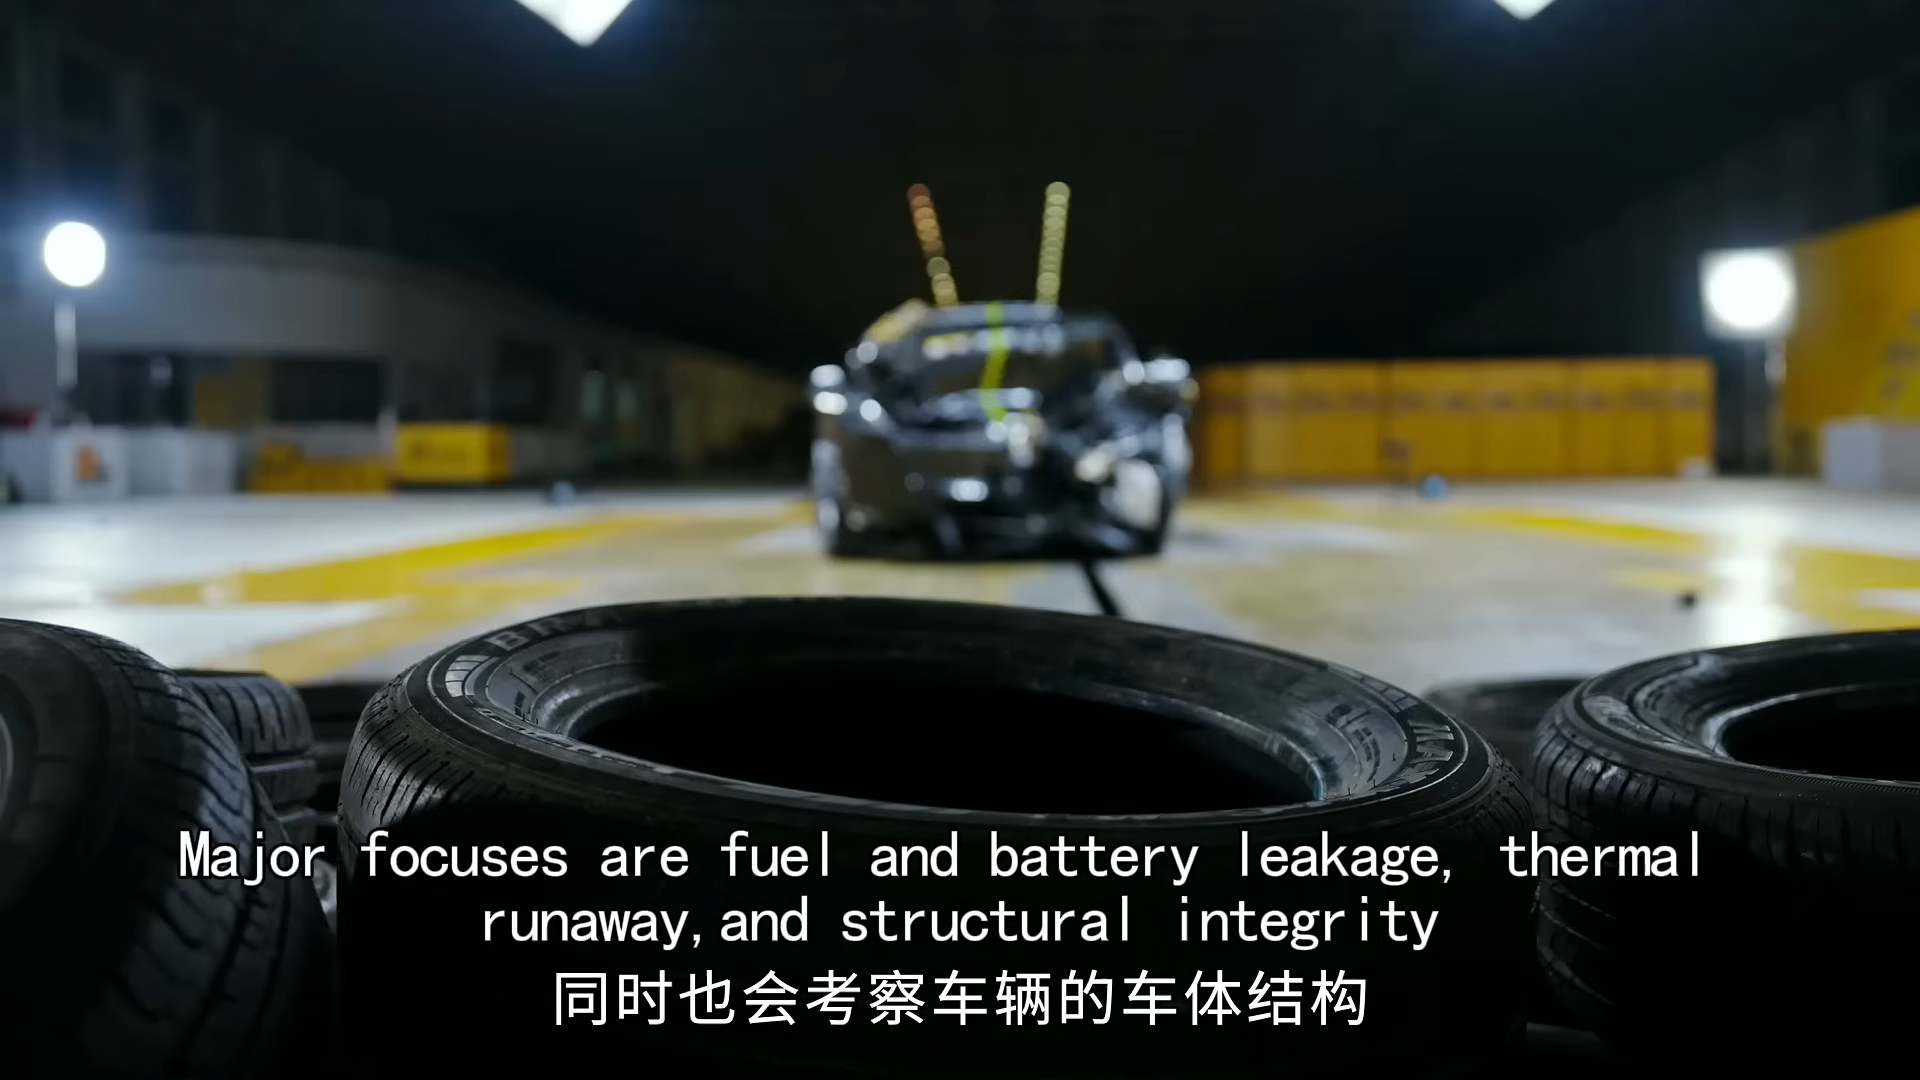 Major focuses are fuel and battery leakage, thermal
runaway,and structural integrity
同时也会考察车辆的车体结构